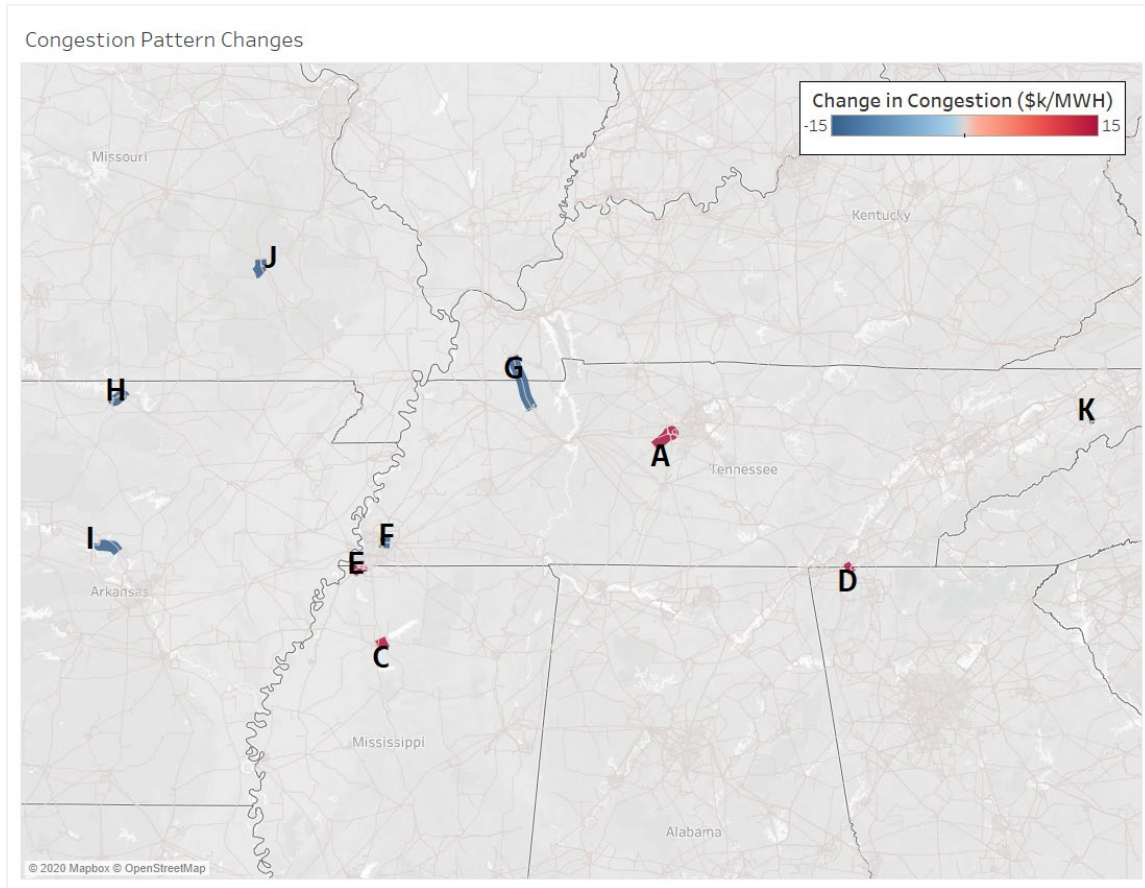 Congestion Pattern Changes
Change in Congestion ($k/MWH)
-15 15
Missouri
Kentucky
J
G
H
K
A
Tennessee
F
I
E
D
Arkansas
C
Mississippi
Alabama
© 2020 Mapbox © OpenStreetMap